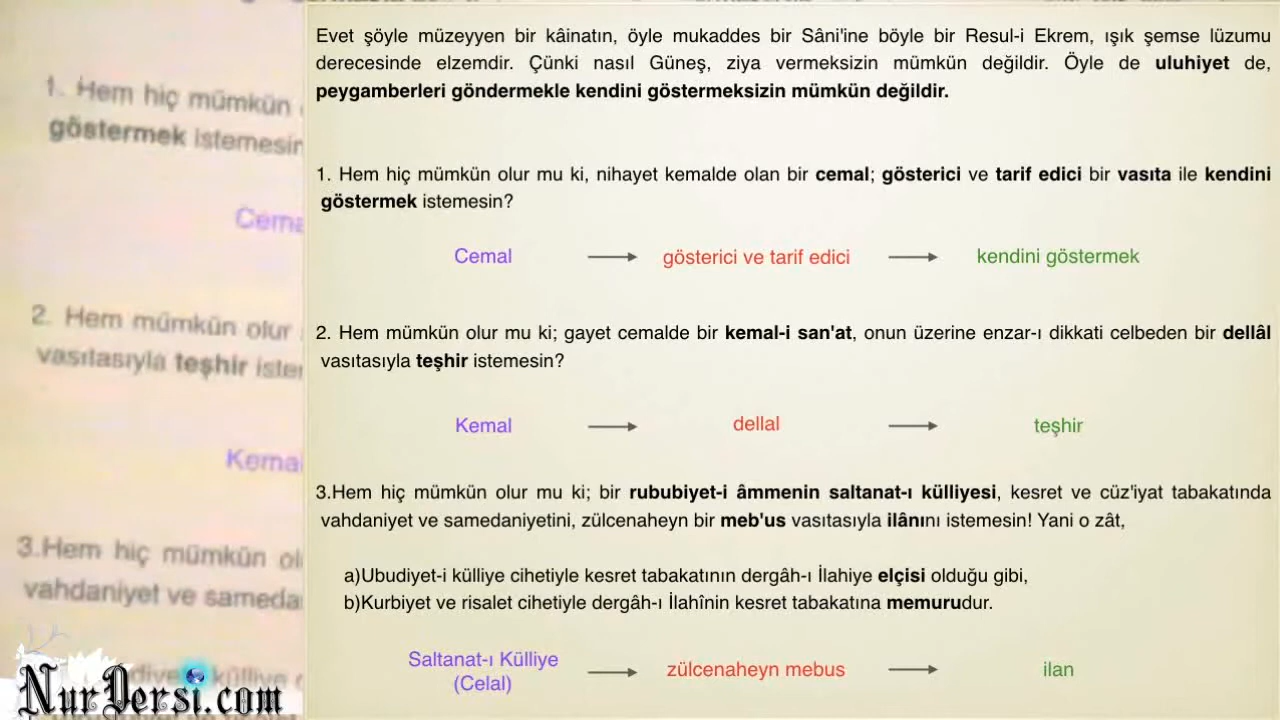 Evet şöyle müzeyyen bir kâinatın, öyle mukaddes bir Sâni'ine böyle bir Resul-i Ekrem, ışık şemse lüzumu
derecesinde elzemdir. Çünki nasıl Güneş, ziya vermeksizin mümkün değildir. Öyle de uluhiyet de,
peygamberleri göndermekle kendini göstermeksizin mümkün değildir.
1. Hem hiç mümkün olur mu ki, nihayet kemalde olan bir cemal; gösterici ve tarif edici bir vasıta ile kendini
göstermek istemesin?
Cemal → gösterici ve tarif edici → kendini göstermek
2. Hem mümkün olur mu ki; gayet cemalde bir kemal-i san'at, onun üzerine enzar-ı dikkati celbeden bir dellâl
vasıtasıyla teşhir istemesin?
Kemal → dellal → teşhir
3.Hem hiç mümkün olur mu ki; bir rububiyet-i âmmenin saltanat-ı külliyesi, kesret ve cüz'iyat tabakatında
vahdaniyet ve samedaniyetini, zülcenaheyn bir meb'us vasıtasıyla ilânını istemesin! Yani o zât,
a)Ubudiyet-i külliye cihetiyle kesret tabakatının dergâh-ı İlahiye elçisi olduğu gibi,
b)Kurbiyet ve risalet cihetiyle dergâh-ı İlahînin kesret tabakatına memurudur.
Saltanat-ı Külliye
(Celal) → zülcenaheyn mebus → ilan
1. Hem hiç mümkün
göstermek istemesin
Cema
2. Hem mümkün olur
vasıtasıyla teşhir ister
Kemal
3.Hem hiç mümkün ol
vahdaniyet ve sameda
diye külliye
NurDersi.com